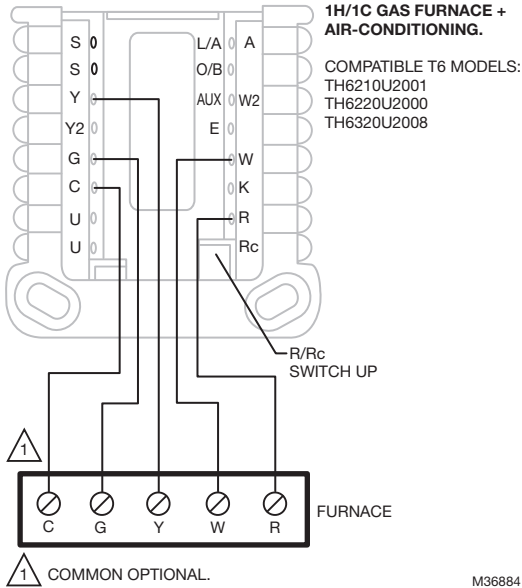 1H/1C GAS FURNACE +
AIR-CONDITIONING.
COMPATIBLE T6 MODELS:
TH6210U2001
TH6220U2000
TH6320U2008
S L/A A
S O/B
Y AUX W2
Y2 E
G W
C K
U R
U Rc
R/Rc
SWITCH UP
1
C G Y W R
FURNACE
1 COMMON OPTIONAL.
M36884